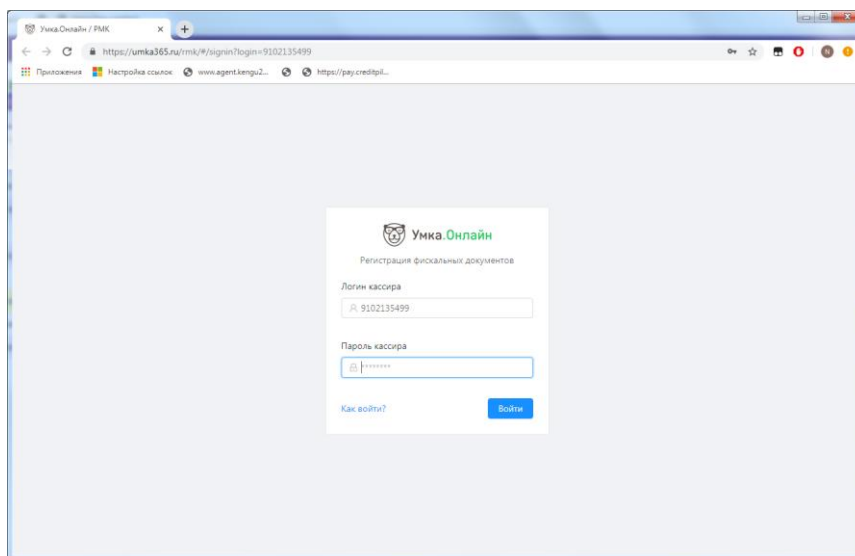 Умка.Онлайн / РМК
https://umka365.ru/rmk/#/signin?login=9102135499
Приложения Настройка ссылок www.agent.kengu2... https://pay.creditpil...
Умка.Онлайн
Регистрация фискальных документов
Логин кассира
9102135499
Пароль кассира
********
Как войти? Войти